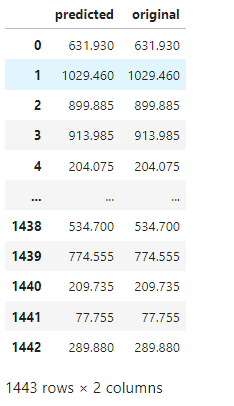 predicted original
0 631.930 631.930
1 1029.460 1029.460
2 899.885 899.885
3 913.985 913.985
4 204.075 204.075
... ... ...
1438 534.700 534.700
1439 774.555 774.555
1440 209.735 209.735
1441 77.755 77.755
1442 289.880 289.880
1443 rows × 2 columns